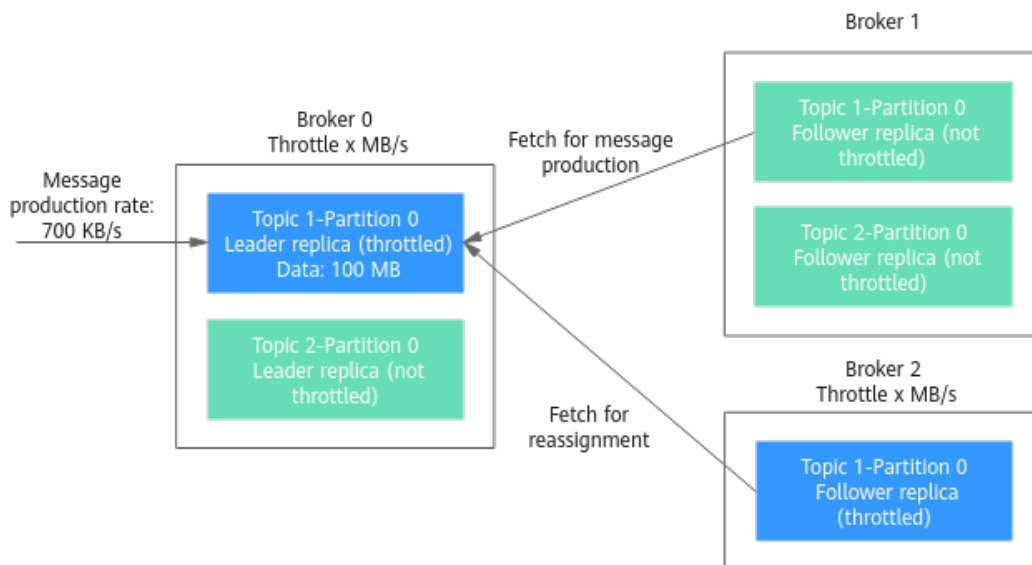 Broker 1
Topic 1-Partition 0
Follower replica (not
throttled)
Topic 2-Partition 0
Follower replica (not
throttled)
Broker 0
Throttle x MB/s
Fetch for message
production
Message
production rate:
700 KB/s
Topic 1-Partition 0
Leader replica (throttled)
Data: 100 MB
Topic 2-Partition 0
Leader replica (not
throttled)
Broker 2
Throttle x MB/s
Fetch for
reassignment
Topic 1-Partition 0
Follower replica
(throttled)